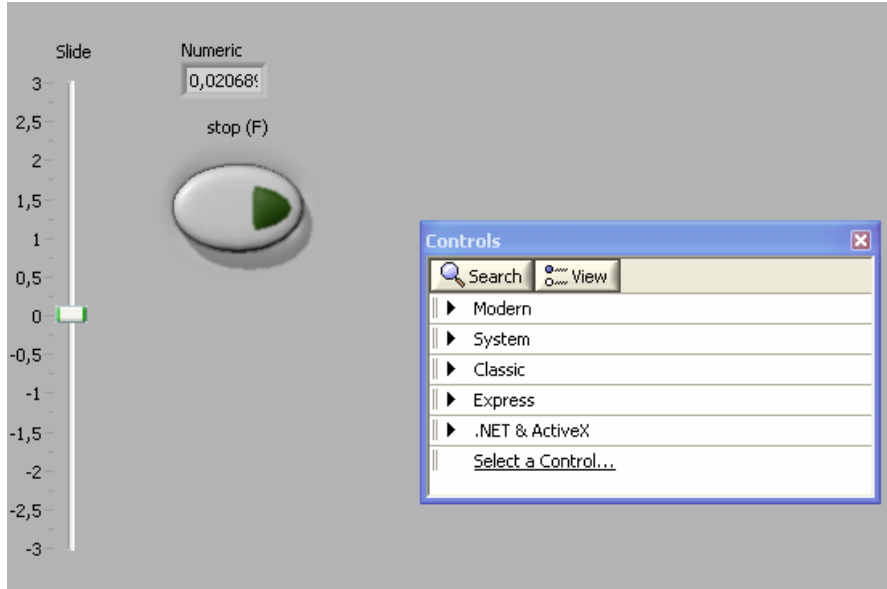 Slide
3
2,5
2
1,5
1
0,5
0
-0,5
-1
-1,5
-2
-2,5
-3
Numeric
0,02068
stop (F)
Controls
Search View
Modern
System
Classic
Express
.NET & ActiveX
Select a Control...